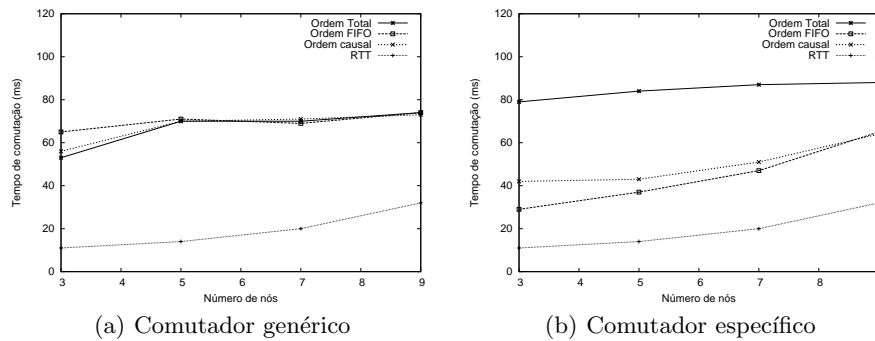 120
100
80
60
40
20
0
Tempo de comutação (ms)
3
4
5
6
7
8
9
Número de nós
Ordem Total
Ordem FIFO
Ordem causal
RTT
(a) Comutador genérico
120
100
80
60
40
20
0
Tempo de comutação (ms)
3
4
5
6
7
8
Número de nós
Ordem Total
Ordem FIFO
Ordem causal
RTT
(b) Comutador específico